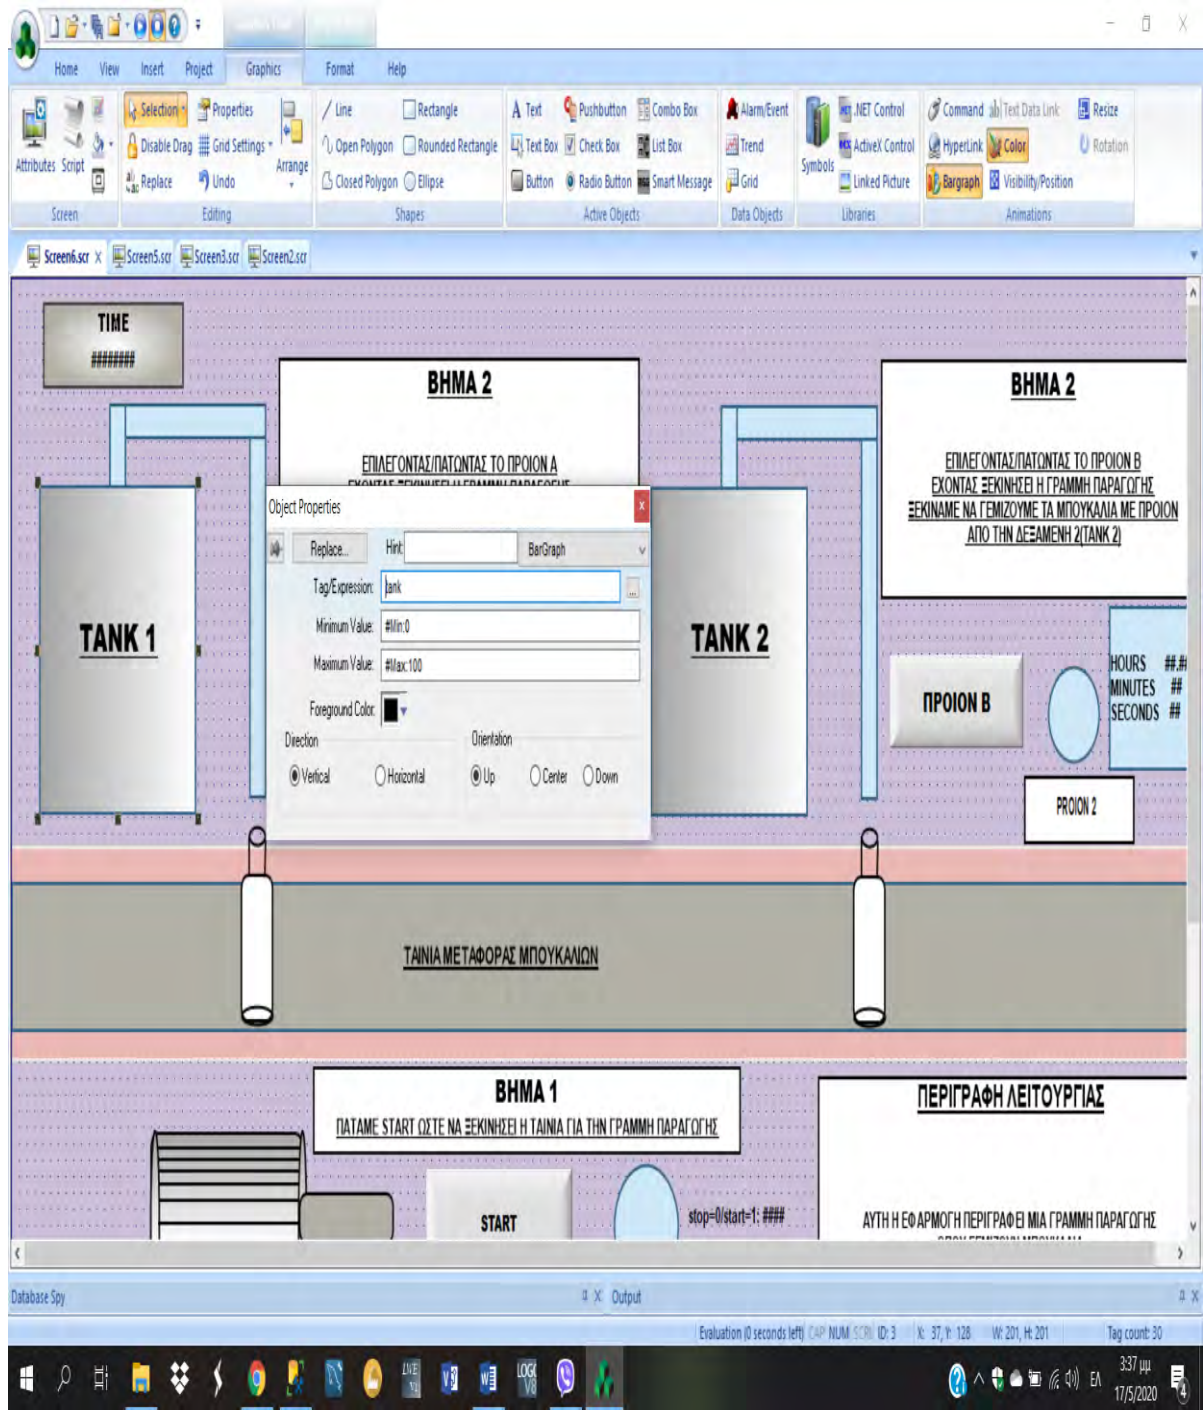 Home View Insert Project Graphics Format Help
Selection Properties Line Rectangle A Text Pushbutton Combo Box Alarm/Event .NET Control Command Text Data Link Resize
Attributes Script Disable Drag Grid Settings Arrange Open Polygon Rounded Rectangle Text Box Check Box List Box Trend Symbols ActiveX Control HyperLink Color Rotation
Replace Undo Closed Polygon Ellipse Button Radio Button Smart Message Grid Linked Picture Bargraph Visibility/Position
Screen Editing Shapes Active Objects Data Objects Libraries Animations
Screen6.scr Screen5.scr Screen3.scr Screen2.scr
TIME
########
ΒΗΜΑ 2
ΕΠΙΛΕΓΟΝΤΑΣ/ΠΑΤΩΝΤΑΣ ΤΟ ΠΡΟΙΟΝ Α
ΕΧΟΝΤΑΣ ΞΕΚΙΝΗΣΕΙ Η ΓΡΑΜΜΗ ΠΑΡΑΓΩΓΗΣ
ΒΗΜΑ 2
ΕΠΙΛΕΓΟΝΤΑΣ/ΠΑΤΩΝΤΑΣ ΤΟ ΠΡΟΙΟΝ Β
ΕΧΟΝΤΑΣ ΞΕΚΙΝΗΣΕΙ Η ΓΡΑΜΜΗ ΠΑΡΑΓΩΓΗΣ
ΞΕΚΙΝΑΜΕ ΝΑ ΓΕΜΙΖΟΥΜΕ ΤΑ ΜΠΟΥΚΑΛΙΑ ΜΕ ΠΡΟΙΟΝ
ΑΠΟ ΤΗΝ ΔΕΞΑΜΕΝΗ 2(TANK 2)
Object Properties
Replace... Hint: BarGraph
Tag/Expression: tank
Minimum Value: #Min:0
Maximum Value: #Max:100
Foreground Color:
Direction Orientation
Vertical Horizontal Up Center Down
TANK 1
TANK 2
ΠΡΟΙΟΝ Β
HOURS ##.##
MINUTES ##
SECONDS ##
PROION 2
ΤΑΙΝΙΑ ΜΕΤΑΦΟΡΑΣ ΜΠΟΥΚΑΛΙΩΝ
ΒΗΜΑ 1
ΠΑΤΑΜΕ START ΩΣΤΕ ΝΑ ΞΕΚΙΝΗΣΕΙ Η ΤΑΙΝΙΑ ΓΙΑ ΤΗΝ ΓΡΑΜΜΗ ΠΑΡΑΓΩΓΗΣ
START
stop=0/start=1: ####
ΠΕΡΙΓΡΑΦΗ ΛΕΙΤΟΥΡΓΙΑΣ
ΑΥΤΗ Η ΕΦΑΡΜΟΓΗ ΠΕΡΙΓΡΑΦΕΙ ΜΙΑ ΓΡΑΜΜΗ ΠΑΡΑΓΩΓΗΣ
Database Spy Output
Evaluation (0 seconds left) CAP NUM SCRL ID: 3 X: 37, Y: 128 W: 201, H: 201 Tag count: 30
LOGO V8 ΕΛ 3:37 μμ
17/5/2020